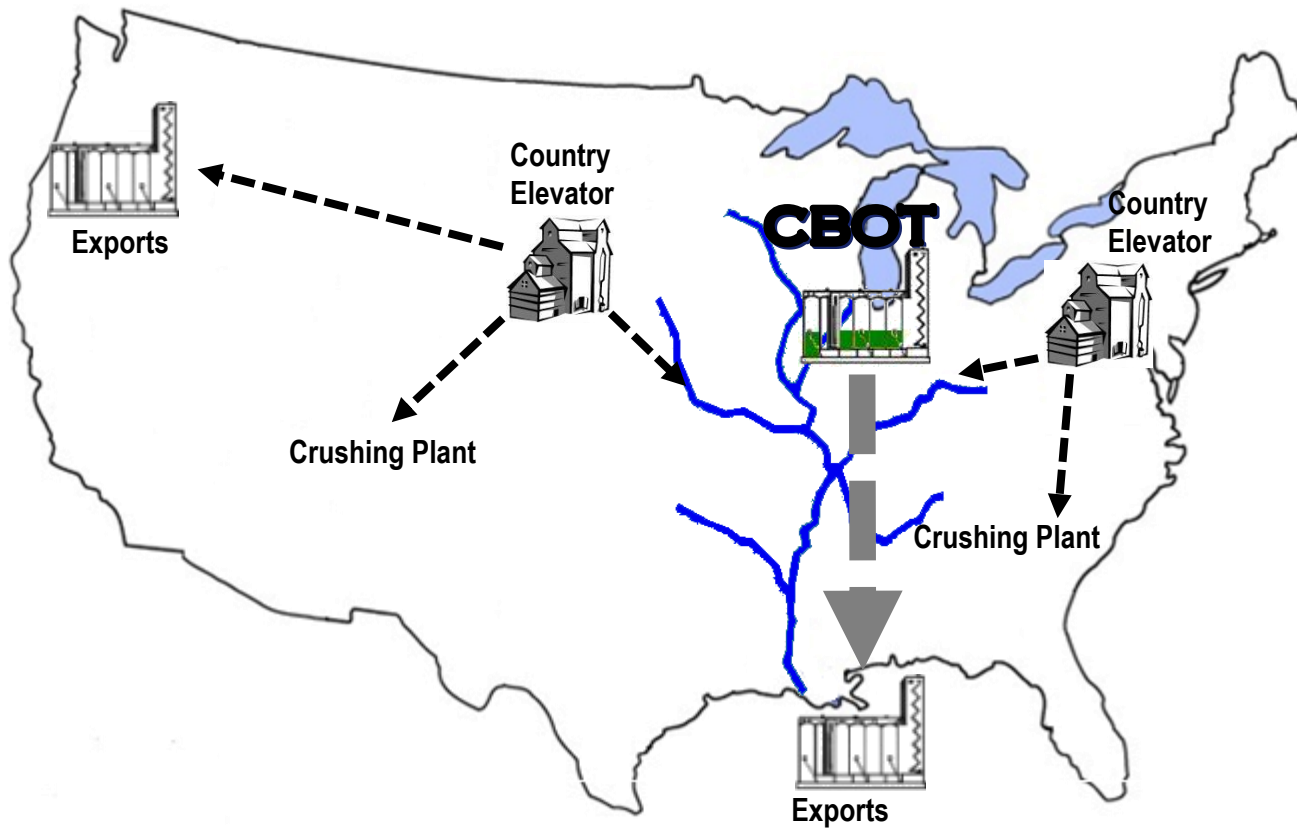 Country
Elevator
Exports
CBOT
Country
Elevator
Crushing Plant
Crushing Plant
Exports